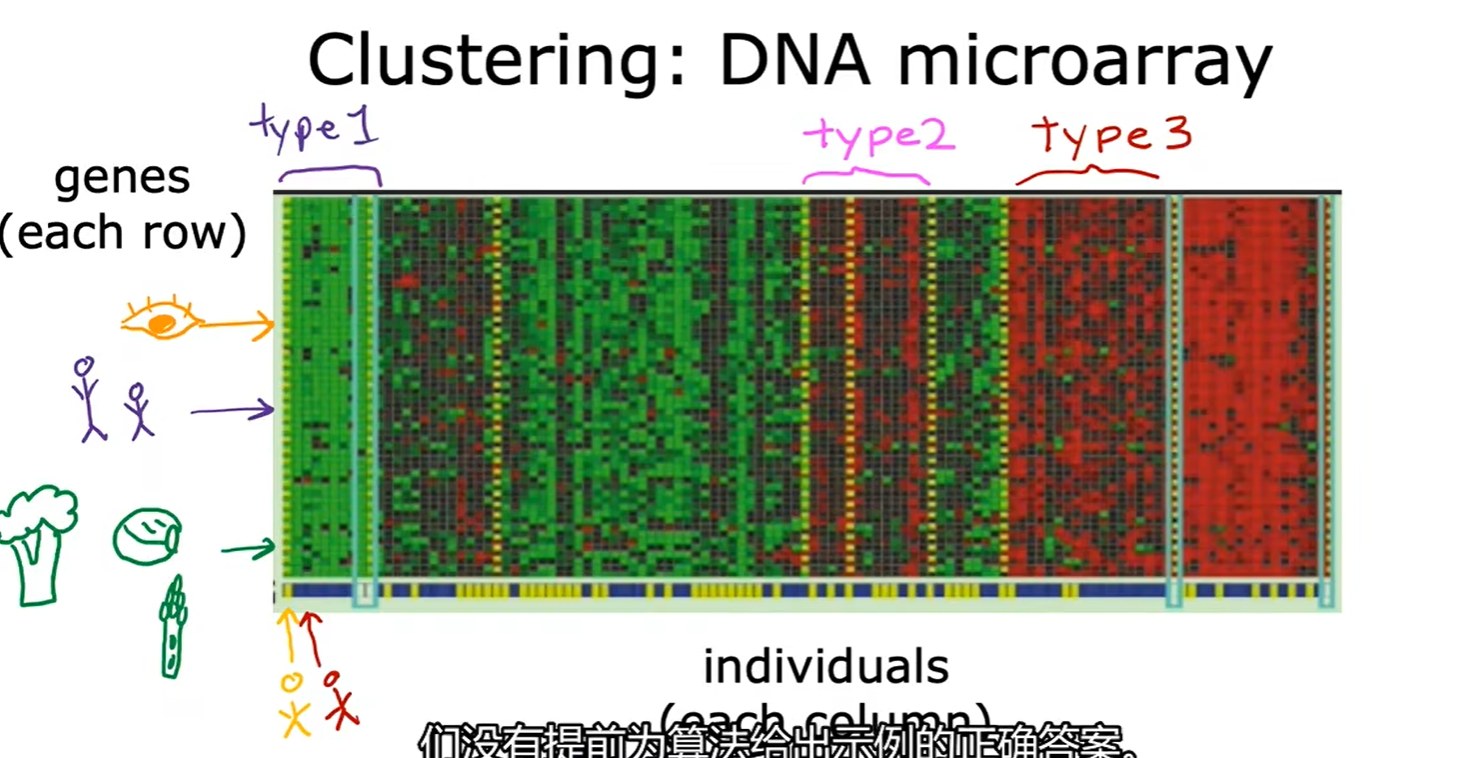 Clustering: DNA microarray
type 1
type2
type 3
genes
(each row)
individuals
(each column)
们没有提前为算法给出示例的正确答案。